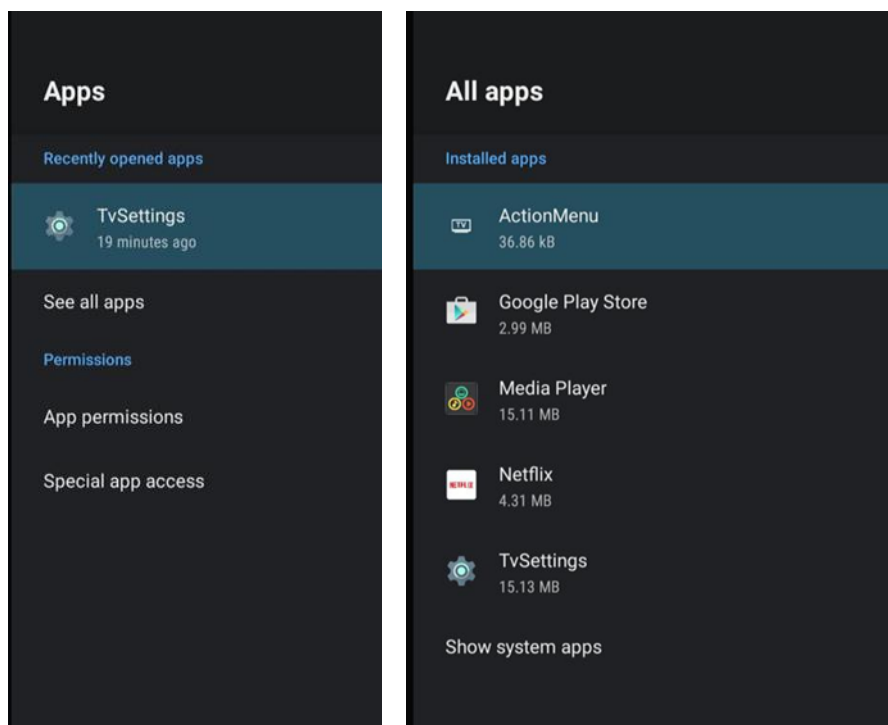 Apps
Recently opened apps
TvSettings
19 minutes ago
See all apps
Permissions
App permissions
Special app access
All apps
Installed apps
TV
ActionMenu
36.86 kB
Google Play Store
2.99 MB
Media Player
15.11 MB
NETFLIX
Netflix
4.31 MB
TvSettings
15.13 MB
Show system apps